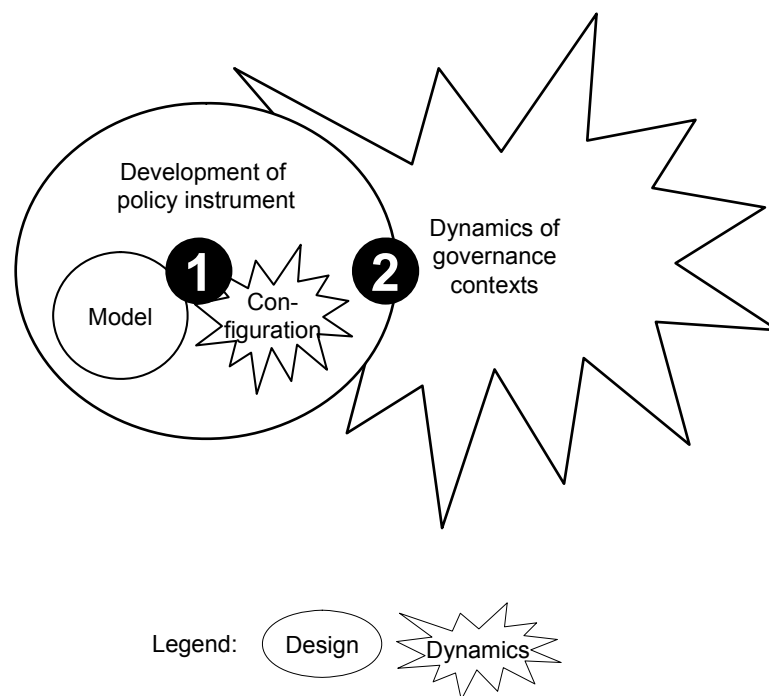 Development of
policy instrument
1
2
Dynamics of
governance
contexts
Model
Con-
figuration
Legend:
Design
Dynamics